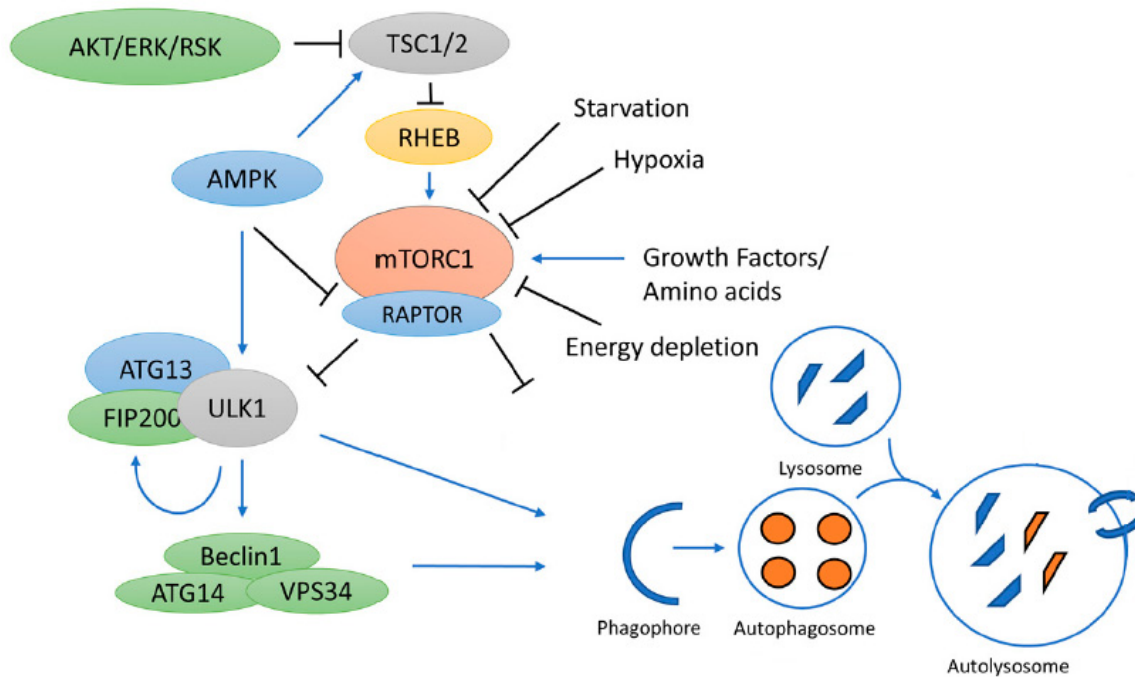 AKT/ERK/RSK
TSC1/2
RHEB
Starvation
Hypoxia
AMPK
mTORC1
RAPTOR
Growth Factors/
Amino acids
Energy depletion
ATG13
FIP200
ULK1
Lysosome
Beclin1
ATG14
VPS34
Phagophore
Autophagosome
Autolysosome